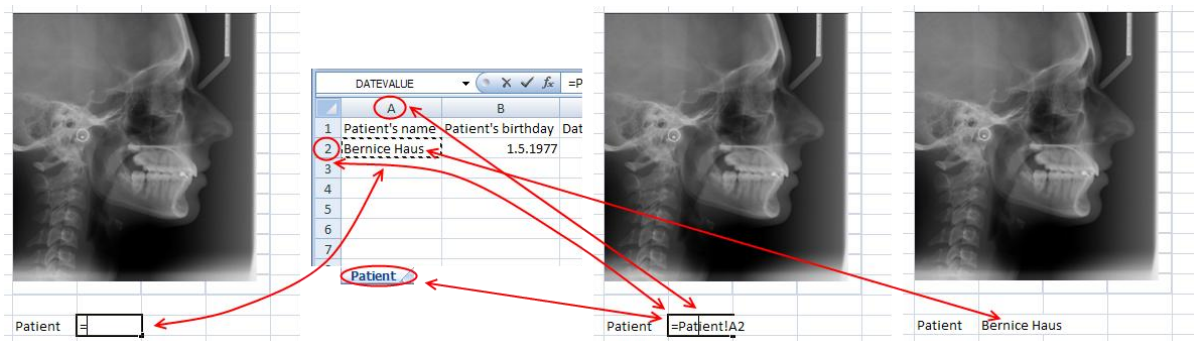 DATEVALUE =P
A B
1 Patient's name Patient's birthday Dat
2 Bernice Haus 1.5.1977
3
4
5
6
7
Patient
Patient =
Patient =Patient!A2
Patient Bernice Haus